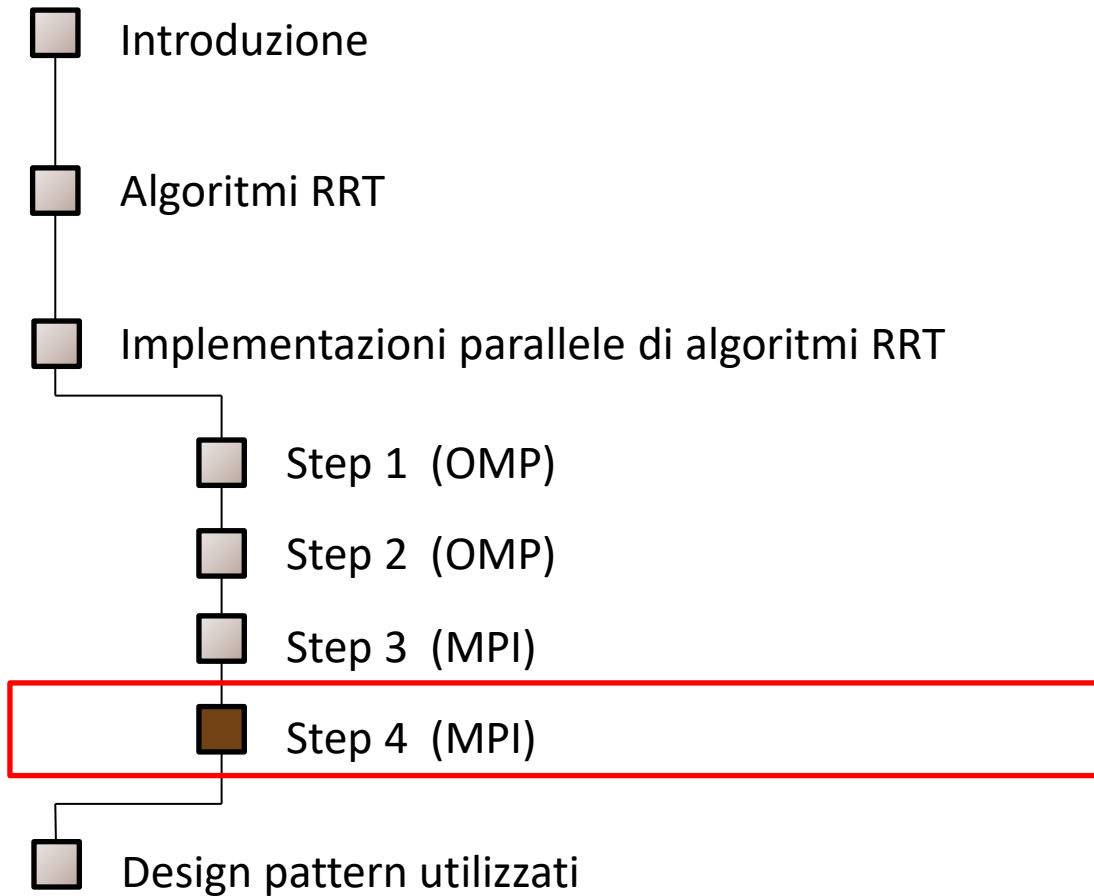 Introduzione
Algoritmi RRT
Implementazioni parallele di algoritmi RRT
Step 1 (OMP)
Step 2 (OMP)
Step 3 (MPI)
Step 4 (MPI)
Design pattern utilizzati